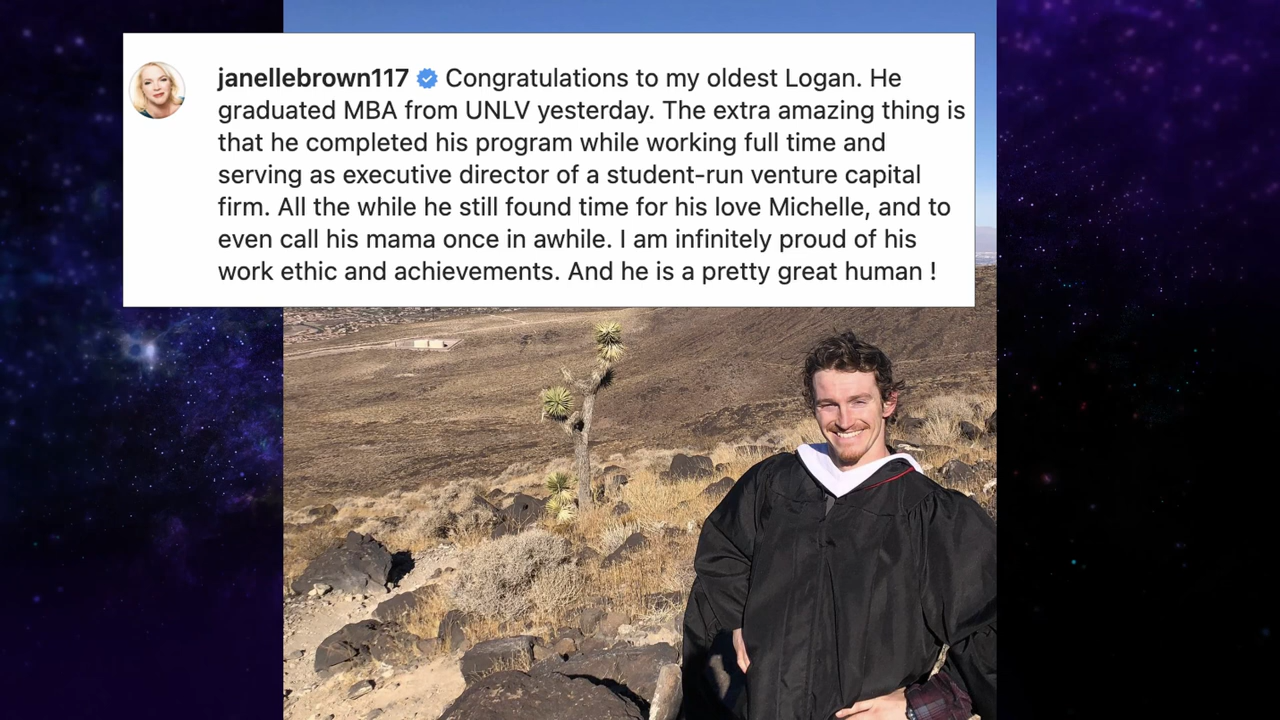 janellebrown117 Congratulations to my oldest Logan. He
graduated MBA from UNLV yesterday. The extra amazing thing is
that he completed his program while working full time and
serving as executive director of a student-run venture capital
firm. All the while he still found time for his love Michelle, and to
even call his mama once in awhile. I am infinitely proud of his
work ethic and achievements. And he is a pretty great human !